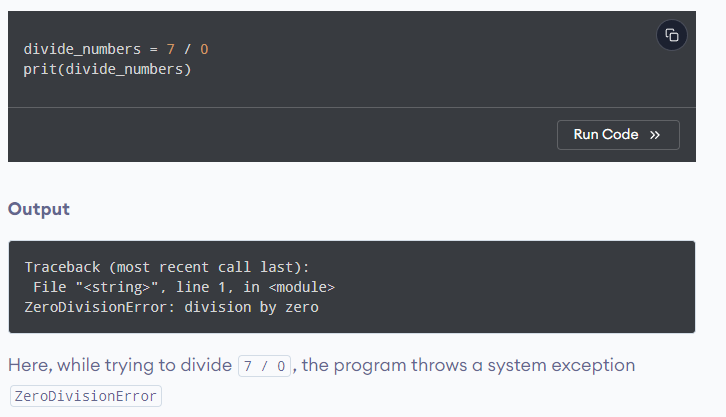 divide_numbers = 7 / 0
prit(divide_numbers)
Run Code »
Output
Traceback (most recent call last):
File "<string>", line 1, in <module>
ZeroDivisionError: division by zero
Here, while trying to divide 7 / 0, the program throws a system exception
ZeroDivisionError